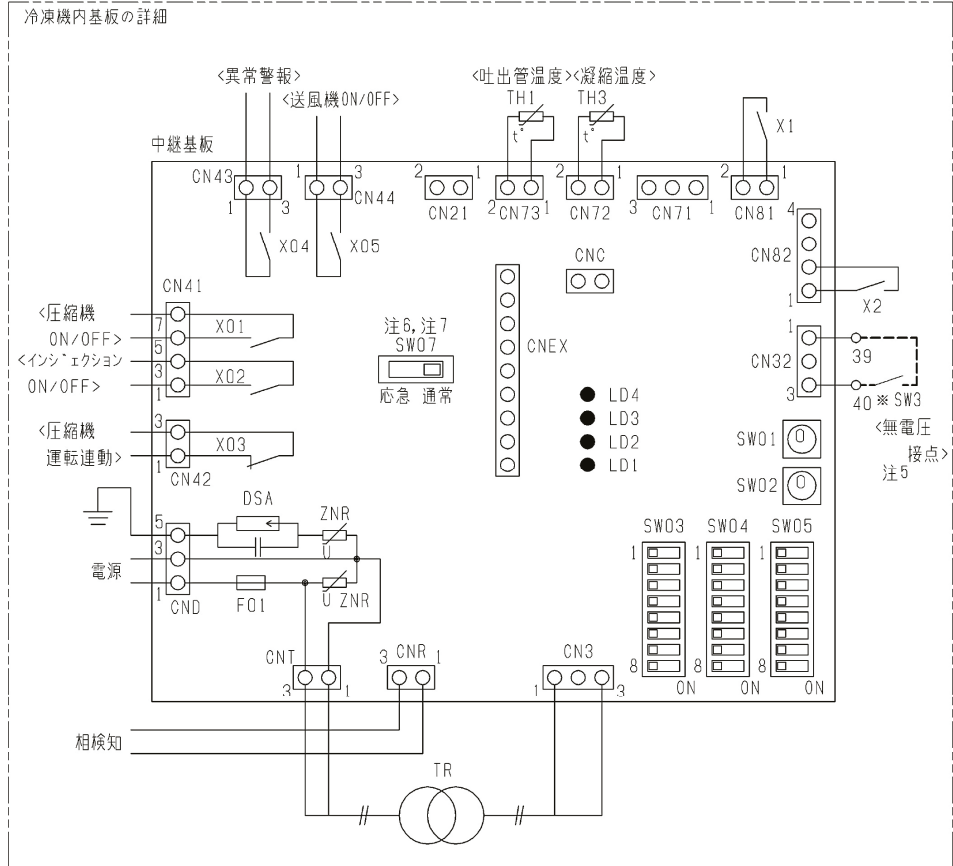 冷凍機内基板の詳細
<異常警報>
<送風機ON/OFF>
<吐出管温度><凝縮温度>
TH1
TH3
t°
t°
X1
中継基板
CN43
1
3
CN44
2
1
2
1
2
1
2
1
1
3
CN21
2
CN73
1
CN72
3
CN71
1
CN81
X04
X05
4
CN82
1
X2
CNC
CN41
<圧縮機
7
X01
ON/OFF>
5
<インジェクション
3
X02
ON/OFF>
1
注6,注7
SW07
応急 通常
CNEX
1
CN32
3
39
40
※SW3
<無電圧
接点>
注5
LD4
LD3
LD2
LD1
SW01
0
SW02
0
<圧縮機
3
X03
運転連動>
1
CN42
DSA
ZNR
5
U
3
電源
1
CND
F01
U ZNR
SW03
SW04
SW05
1
1
1
8
8
8
ON
ON
ON
CNT
3
1
3
CNR
1
CN3
1
3
相検知
TR